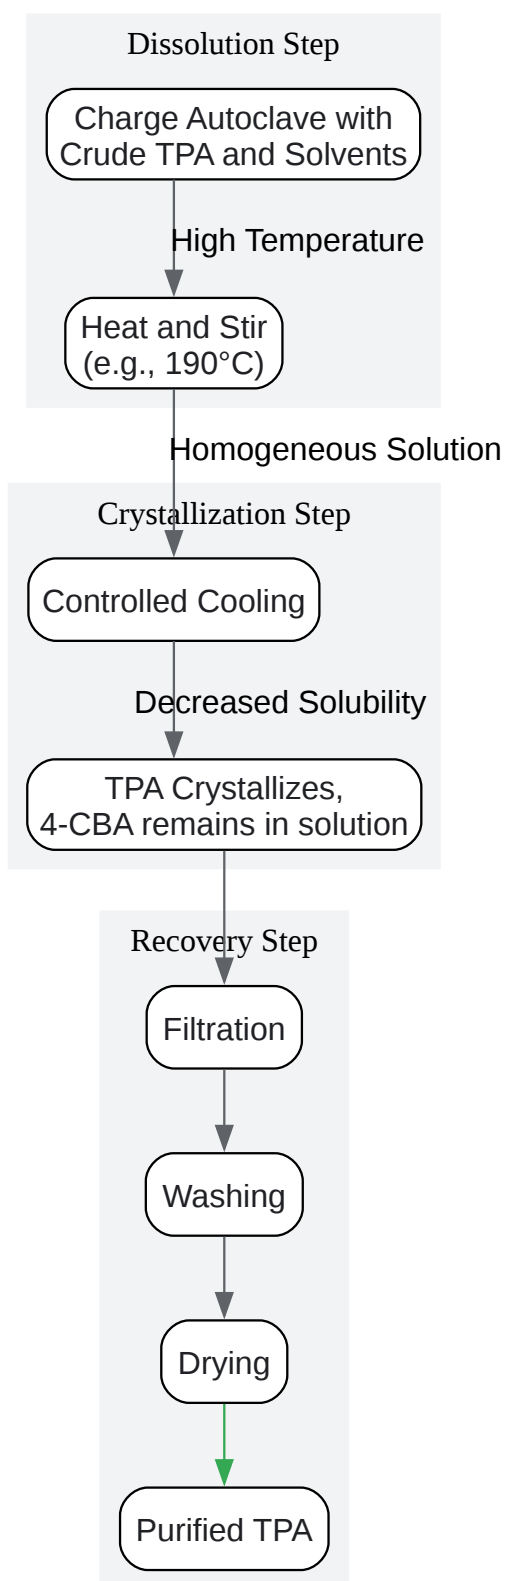 Dissolution Step
Charge Autoclave with
Crude TPA and Solvents
High Temperature
Heat and Stir
(e.g., 190°C)
Homogeneous Solution
Crystallization Step
Controlled Cooling
Decreased Solubility
TPA Crystallizes,
4-CBA remains in solution
Recovery Step
Filtration
Washing
Drying
Purified TPA